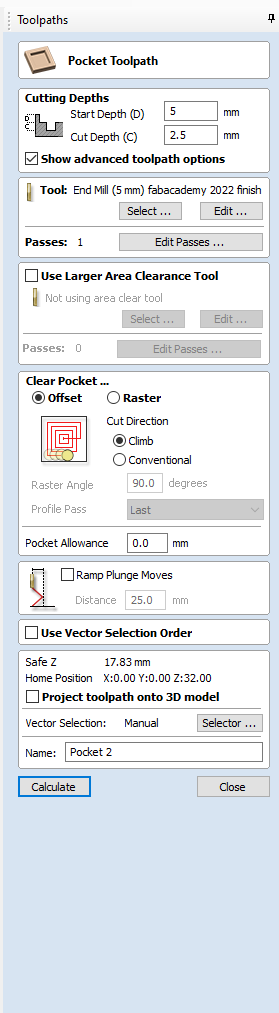 Toolpaths
Pocket Toolpath
Cutting Depths
D
C
Start Depth (D) 5 mm
Cut Depth (C) 2.5 mm
Show advanced toolpath options
Tool: End Mill (5 mm) fabacademy 2022 finish
Select ... Edit ...
Passes: 1 Edit Passes ...
Use Larger Area Clearance Tool
Not using area clear tool
Select ... Edit ...
Passes: 0 Edit Passes ...
Clear Pocket ...
Offset Raster
Cut Direction
Climb
Conventional
Raster Angle 90.0 degrees
Profile Pass Last
Pocket Allowance 0.0 mm
Ramp Plunge Moves
Distance 25.0 mm
Use Vector Selection Order
Safe Z 17.83 mm
Home Position X:0.00 Y:0.00 Z:32.00
Project toolpath onto 3D model
Vector Selection: Manual Selector ...
Name: Pocket 2
Calculate Close